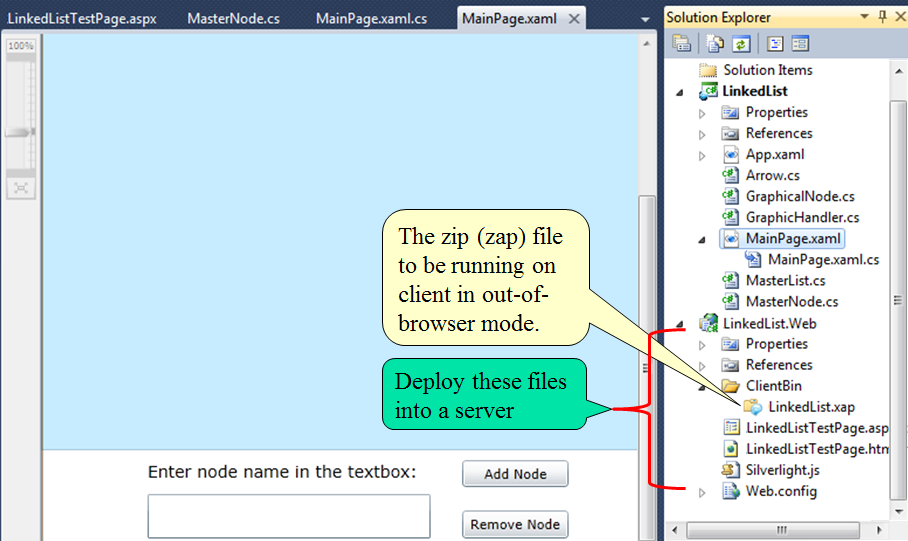 LinkedListTestPage.aspx MasterNode.cs MainPage.xaml.cs MainPage.xaml
Solution Explorer
100%
Solution Items
LinkedList
Properties
References
App.xaml
Arrow.cs
GraphicalNode.cs
GraphicHandler.cs
MainPage.xaml
MainPage.xaml.cs
MasterList.cs
MasterNode.cs
LinkedList.Web
Properties
References
ClientBin
LinkedList.xap
LinkedListTestPage.asp
LinkedListTestPage.htm
Silverlight.js
Web.config
The zip (zap) file
to be running on
client in out-of-
browser mode.
Deploy these files
into a server
Enter node name in the textbox:
Add Node
Remove Node